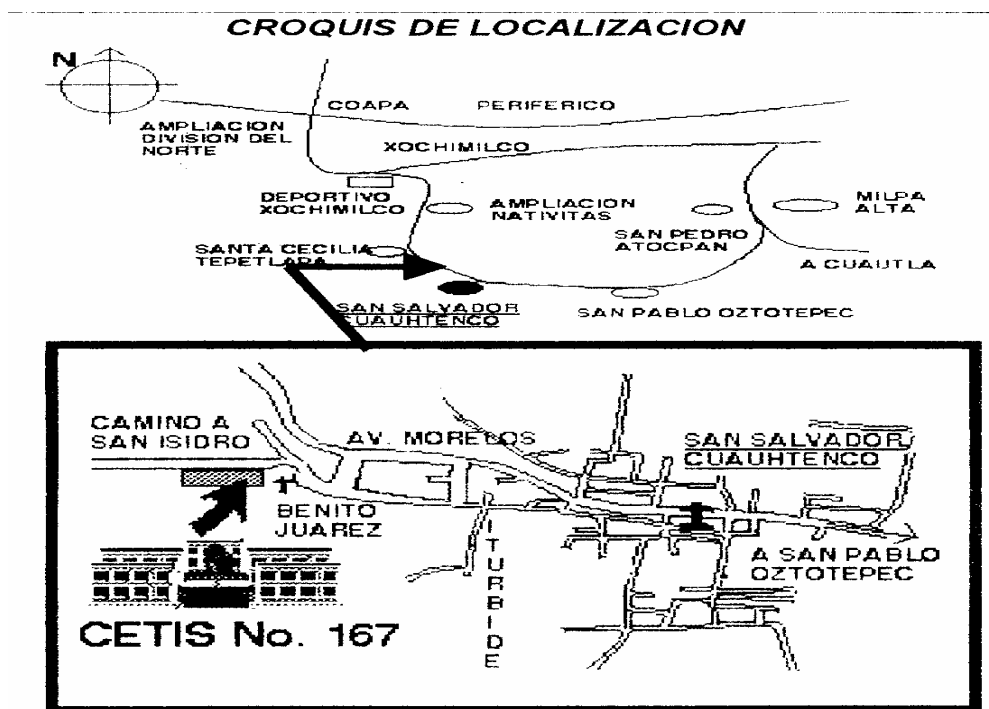 CROQUIS DE LOCALIZACION
N
COAPA
PERIFERICO
AMPLIACION
DIVISION DEL
NORTE
XOCHIMILCO
DEPORTIVO
XOCHIMILCO
AMPLIACION
NATIVITAS
MILPA
ALTA
SAN PEDRO
ATOCPAN
SANTA CECILIA
TEPETLAPA
A CUAUTLA
SAN SALVADOR
CUAUHTENCO
SAN PABLO OZTOTEPEC
CAMINO A
SAN ISIDRO
AV. MORELOS
SAN SALVADOR
CUAUHTENCO
BENITO
JUAREZ
ITURBIDE
A SAN PABLO
OZTOTEPEC
CETIS No. 167